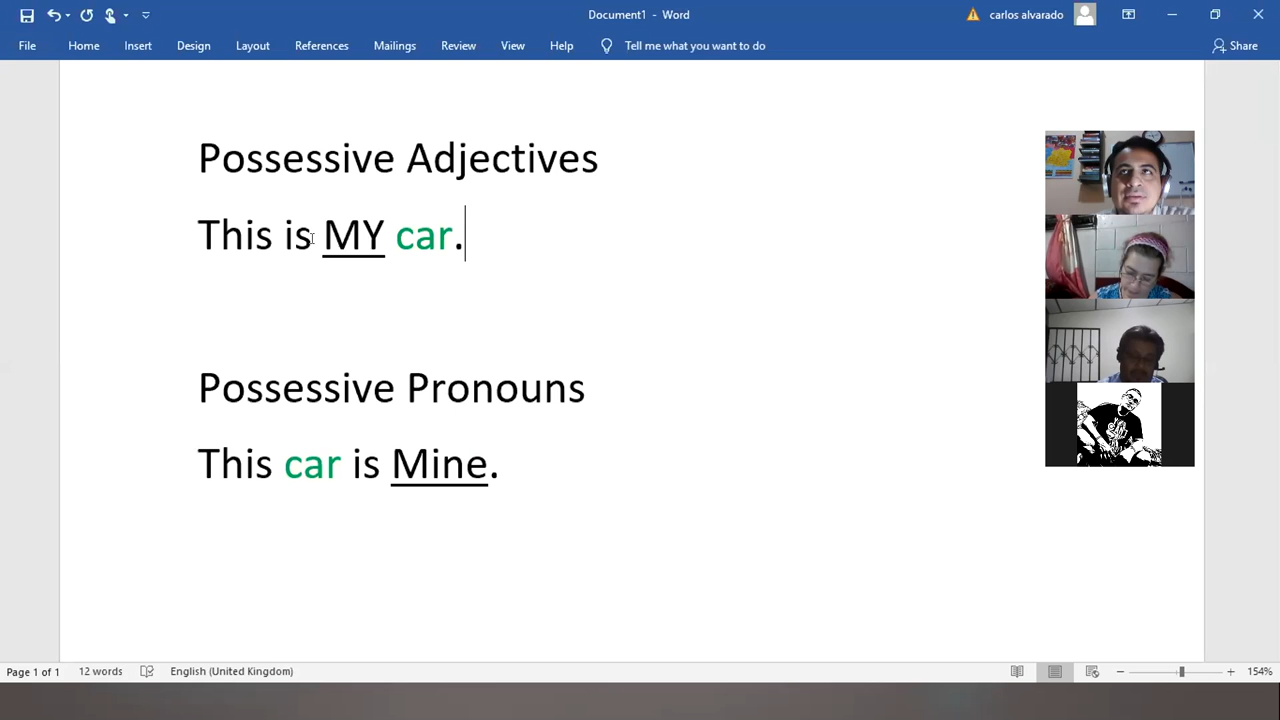 Document1 - Word
carlos alvarado
File Home Insert Design Layout References Mailings Review View Help Tell me what you want to do Share
Possessive Adjectives
This is MY car.
Possessive Pronouns
This car is Mine.
Page 1 of 1 12 words English (United Kingdom) 154%